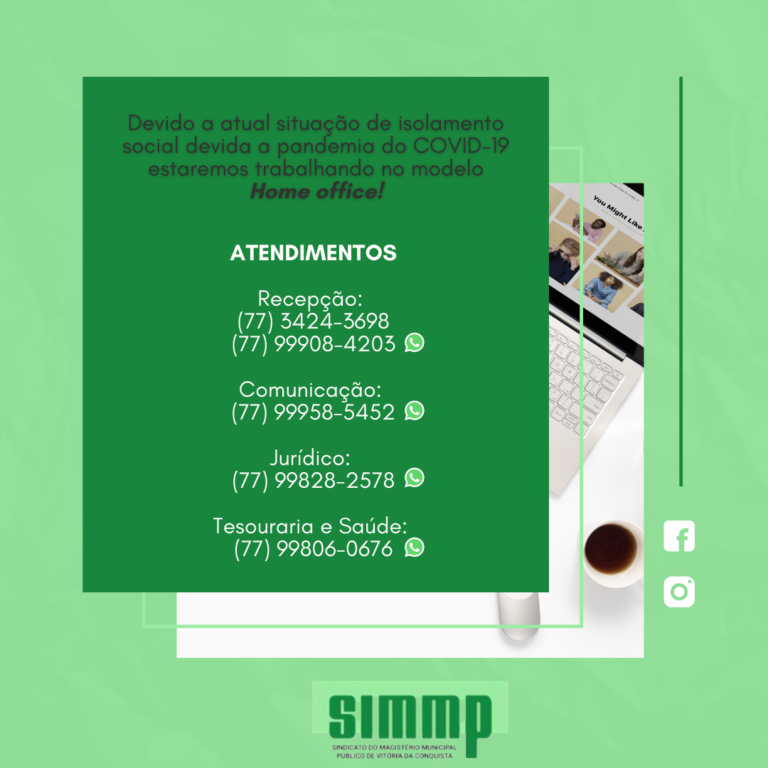 Devido a atual situação de isolamento
social devida a pandemia do COVID-19
estaremos trabalhando no modelo
Home office!
ATENDIMENTOS
Recepção:
(77) 3424-3698
(77) 99908-4203
Comunicação:
(77) 99958-5452
Jurídico:
(77) 99828-2578
Tesouraria e Saúde:
(77) 99806-0676
You Might Like
simmp
SINDICATO DO MAGISTÉRIO MUNICIPAL
PÚBLICO DE VITÓRIA DA CONQUISTA